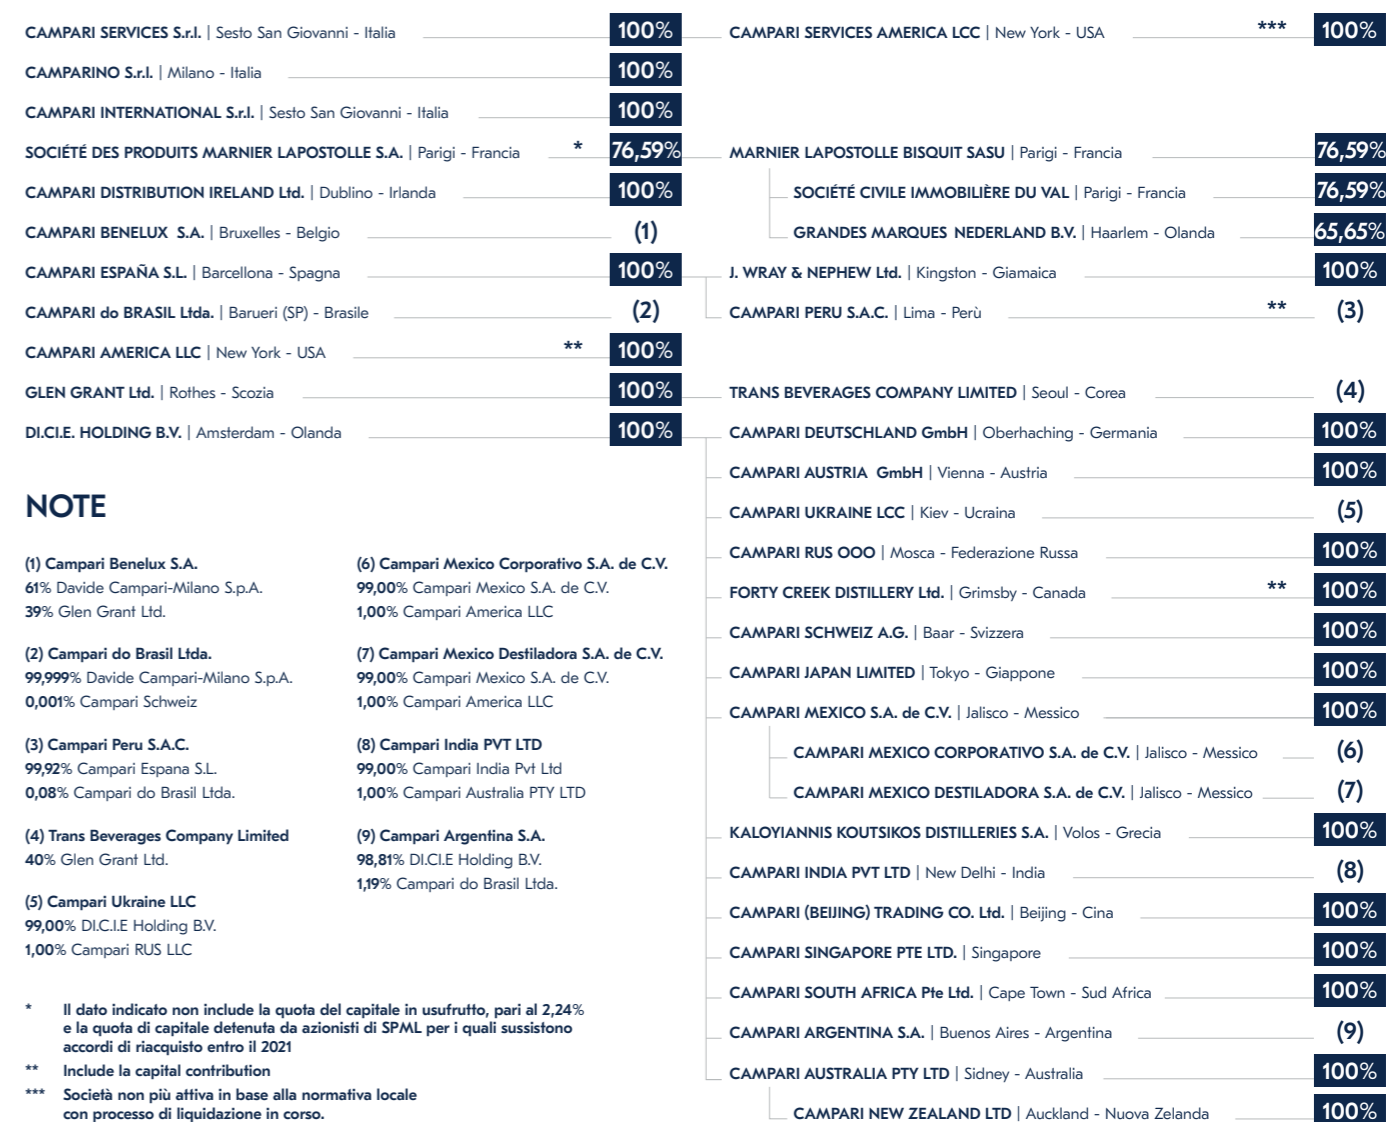 CAMPARI SERVICES S.r.l. | Sesto San Giovanni - Italia 100%
CAMPARINO S.r.l. | Milano - Italia 100%
CAMPARI INTERNATIONAL S.r.l. | Sesto San Giovanni - Italia 100%
SOCIÉTÉ DES PRODUITS MARNIER LAPOSTOLLE S.A. | Parigi - Francia * 76,59%
CAMPARI DISTRIBUTION IRELAND Ltd. | Dublino - Irlanda 100%
CAMPARI BENELUX S.A. | Bruxelles - Belgio (1)
CAMPARI ESPAÑA S.L. | Barcellona - Spagna 100%
CAMPARI do BRASIL Ltda. | Barueri (SP) - Brasile (2)
CAMPARI AMERICA LLC | New York - USA ** 100%
GLEN GRANT Ltd. | Rothes - Scozia 100%
DI.CI.E. HOLDING B.V. | Amsterdam - Olanda 100%
CAMPARI SERVICES AMERICA LCC | New York - USA *** 100%
MARNIER LAPOSTOLLE BISQUIT SASU | Parigi - Francia 76,59%
SOCIÉTÉ CIVILE IMMOBILIÈRE DU VAL | Parigi - Francia 76,59%
GRANDES MARQUES NEDERLAND B.V. | Haarlem - Olanda 65,65%
J. WRAY & NEPHEW Ltd. | Kingston - Giamaica 100%
CAMPARI PERU S.A.C. | Lima - Perù ** (3)
TRANS BEVERAGES COMPANY LIMITED | Seoul - Corea (4)
CAMPARI DEUTSCHLAND GmbH | Oberhaching - Germania 100%
CAMPARI AUSTRIA GmbH | Vienna - Austria 100%
CAMPARI UKRAINE LCC | Kiev - Ucraina (5)
CAMPARI RUS OOO | Mosca - Federazione Russa 100%
FORTY CREEK DISTILLERY Ltd. | Grimsby - Canada ** 100%
CAMPARI SCHWEIZ A.G. | Baar - Svizzera 100%
CAMPARI JAPAN LIMITED | Tokyo - Giappone 100%
CAMPARI MEXICO S.A. de C.V. | Jalisco - Messico 100%
CAMPARI MEXICO CORPORATIVO S.A. de C.V. | Jalisco - Messico (6)
CAMPARI MEXICO DESTILADORA S.A. de C.V. | Jalisco - Messico (7)
KALOYIANNIS KOUTSIKOS DISTILLERIES S.A. | Volos - Grecia 100%
CAMPARI INDIA PVT LTD | New Delhi - India (8)
CAMPARI (BEIJING) TRADING CO. Ltd. | Beijing - Cina 100%
CAMPARI SINGAPORE PTE LTD. | Singapore 100%
CAMPARI SOUTH AFRICA Pte Ltd. | Cape Town - Sud Africa 100%
CAMPARI ARGENTINA S.A. | Buenos Aires - Argentina (9)
CAMPARI AUSTRALIA PTY LTD | Sidney - Australia 100%
CAMPARI NEW ZEALAND LTD | Auckland - Nuova Zelanda 100%
NOTE
(1) Campari Benelux S.A.
61% Davide Campari-Milano S.p.A.
39% Glen Grant Ltd.
(2) Campari do Brasil Ltda.
99,999% Davide Campari-Milano S.p.A.
0,001% Campari Schweiz
(3) Campari Peru S.A.C.
99,92% Campari Espana S.L.
0,08% Campari do Brasil Ltda.
(4) Trans Beverages Company Limited
40% Glen Grant Ltd.
(5) Campari Ukraine LLC
99,00% DI.C.I.E Holding B.V.
1,00% Campari RUS LLC
(6) Campari Mexico Corporativo S.A. de C.V.
99,00% Campari Mexico S.A. de C.V.
1,00% Campari America LLC
(7) Campari Mexico Destiladora S.A. de C.V.
99,00% Campari Mexico S.A. de C.V.
1,00% Campari America LLC
(8) Campari India PVT LTD
99,00% Campari India Pvt Ltd
1,00% Campari Australia PTY LTD
(9) Campari Argentina S.A.
98,81% DI.CI.E Holding B.V.
1,19% Campari do Brasil Ltda.
* Il dato indicato non include la quota del capitale in usufrutto, pari al 2,24%
e la quota di capitale detenuta da azionisti di SPML per i quali sussistono
accordi di riacquisto entro il 2021
** Include la capital contribution
*** Società non più attiva in base alla normativa locale
con processo di liquidazione in corso.